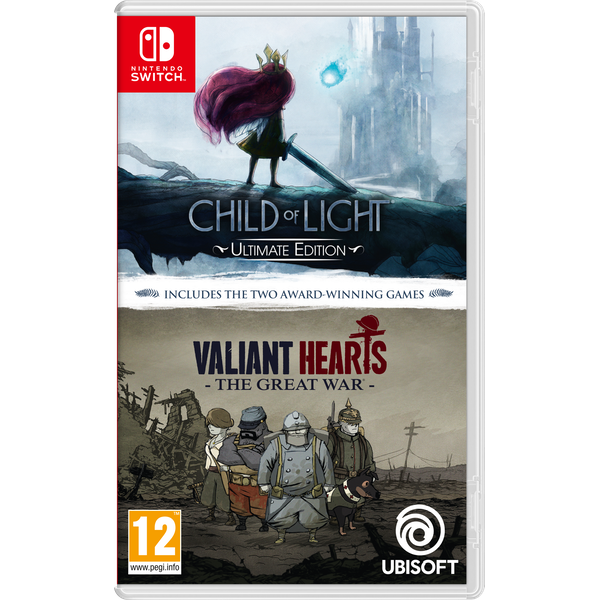 NINTENDO
SWITCH™
CHILD OF LIGHT
ULTIMATE EDITION
INCLUDES THE TWO AWARD-WINNING GAMES
VALIANT HEARTS
- THE GREAT WAR -
12
www.pegi.info
UBISOFT